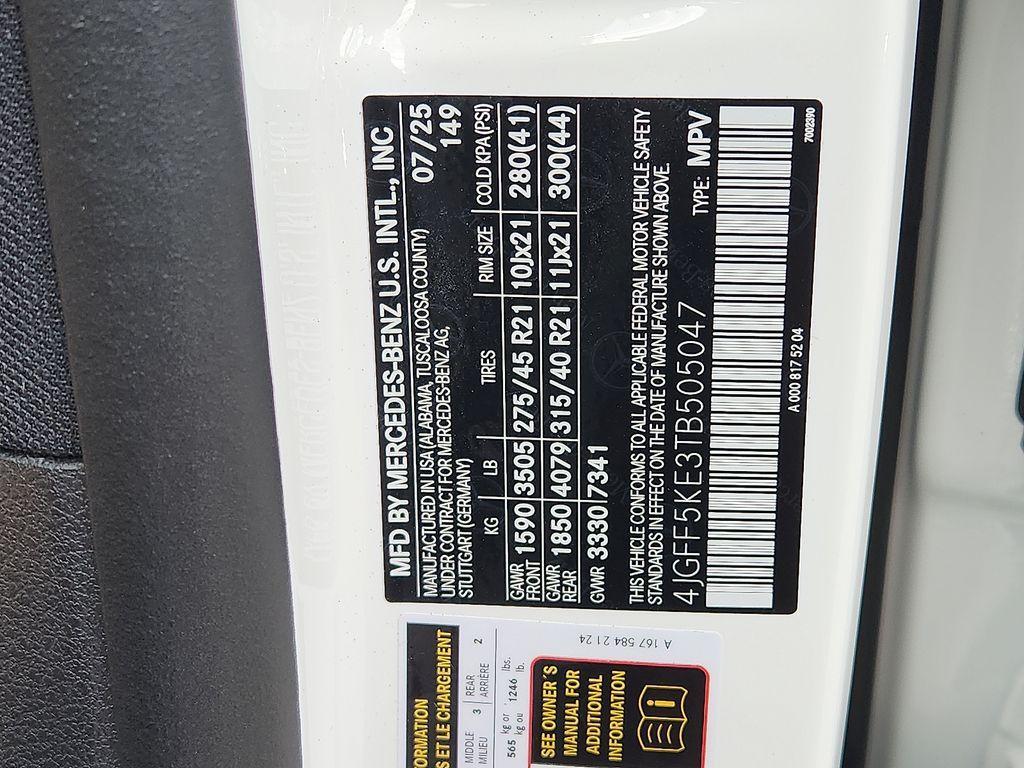 MFD BY MERCEDES-BENZ U.S. INTL., INC
MANUFACTURED IN USA (ALABAMA, TUSCALOOSA COUNTY) 07/25
UNDER CONTRACT FOR MERCEDES-BENZ AG, 149
STUTTGART (GERMANY)
KG LB TIRES RIM SIZE COLD KPA (PSI)
GAWR FRONT 1590 3505 275/45 R21 10Jx21 280(41)
GAWR REAR 1850 4079 315/40 R21 11Jx21 300(44)
GVWR 3330 7341
THIS VEHICLE CONFORMS TO ALL APPLICABLE FEDERAL MOTOR VEHICLE SAFETY
STANDARDS IN EFFECT ON THE DATE OF MANUFACTURE SHOWN ABOVE.
4JGFF5KE3TB505047 TYPE: MPV
A 000 817 52 04 7002390
ORMATION
S ET LE CHARGEMENT
MIDDLE 3 REAR 2
MILIEU ARRIÈRE
565 kg or 1246 lbs.
kg ou lb.
A 167 584 21 24
SEE OWNER'S
MANUAL FOR
ADDITIONAL
INFORMATION